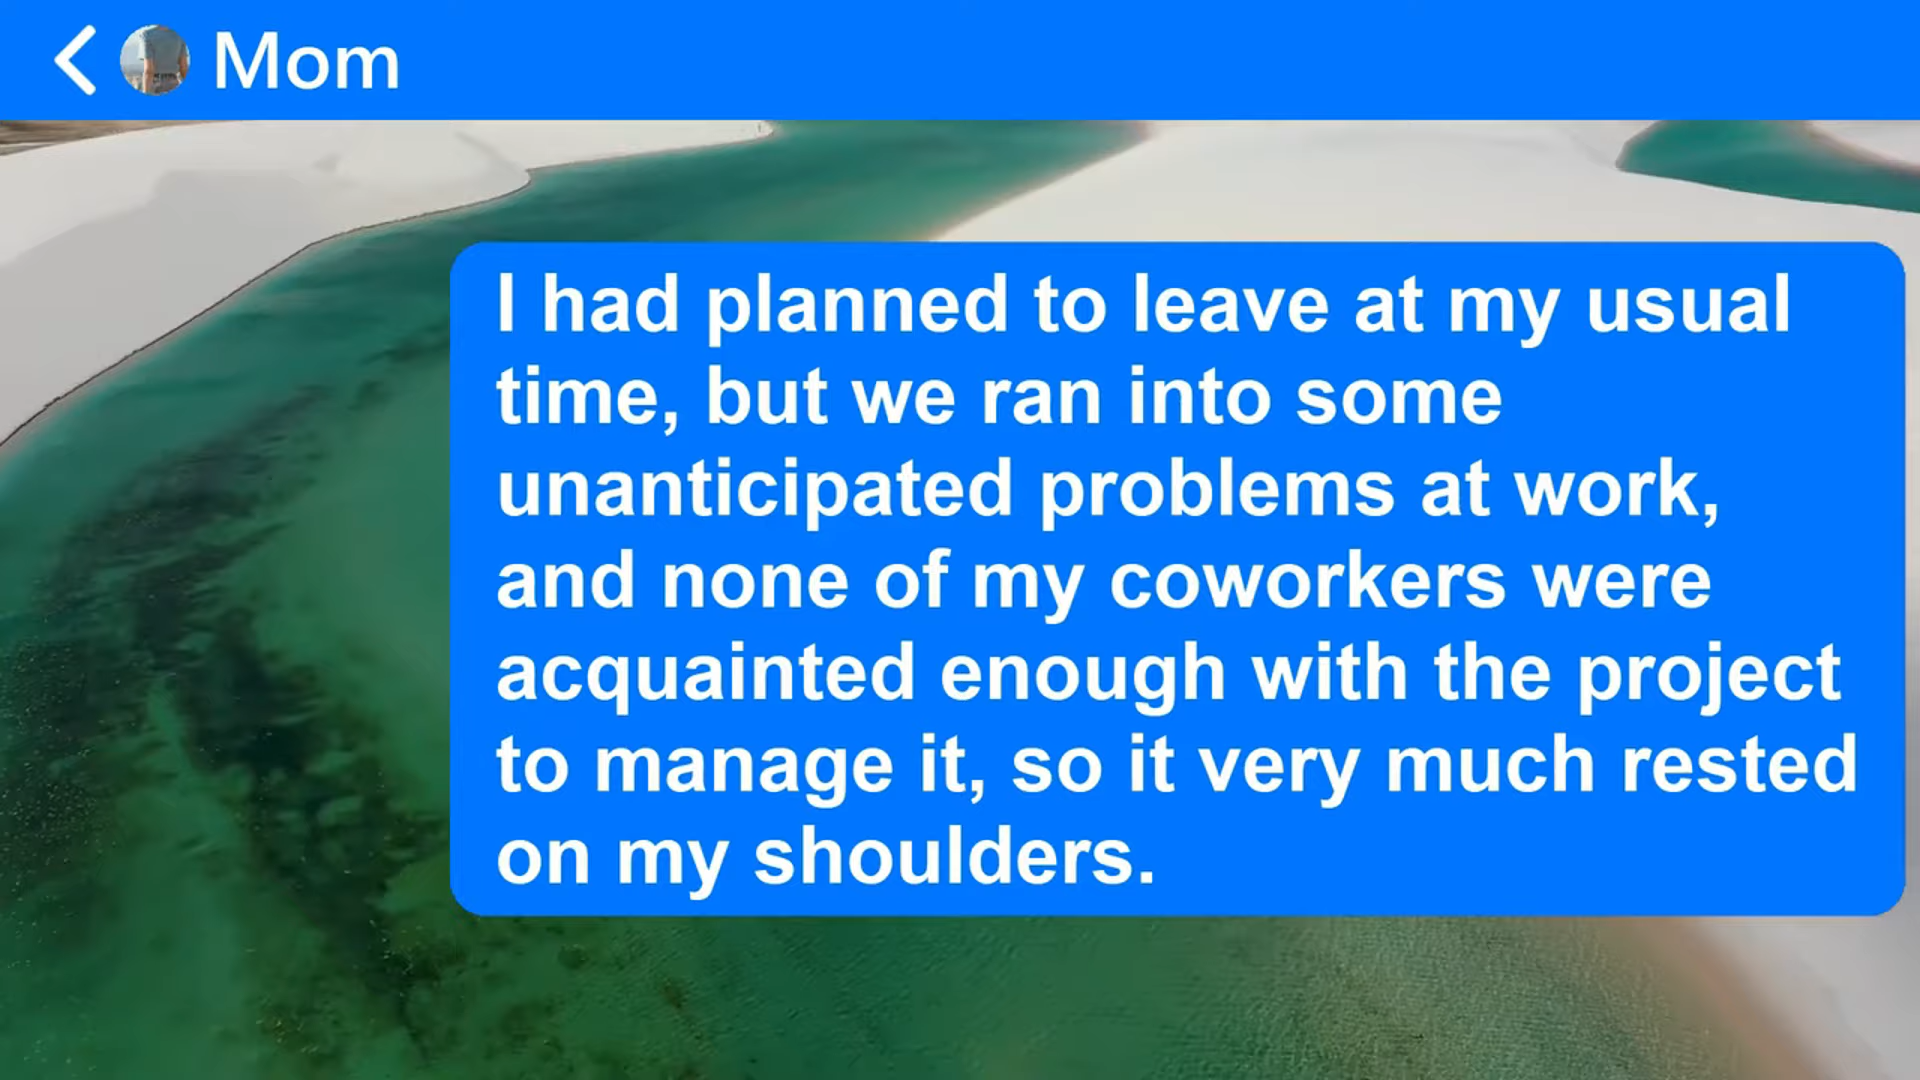 Mom
I had planned to leave at my usual
time, but we ran into some
unanticipated problems at work,
and none of my coworkers were
acquainted enough with the project
to manage it, so it very much rested
on my shoulders.